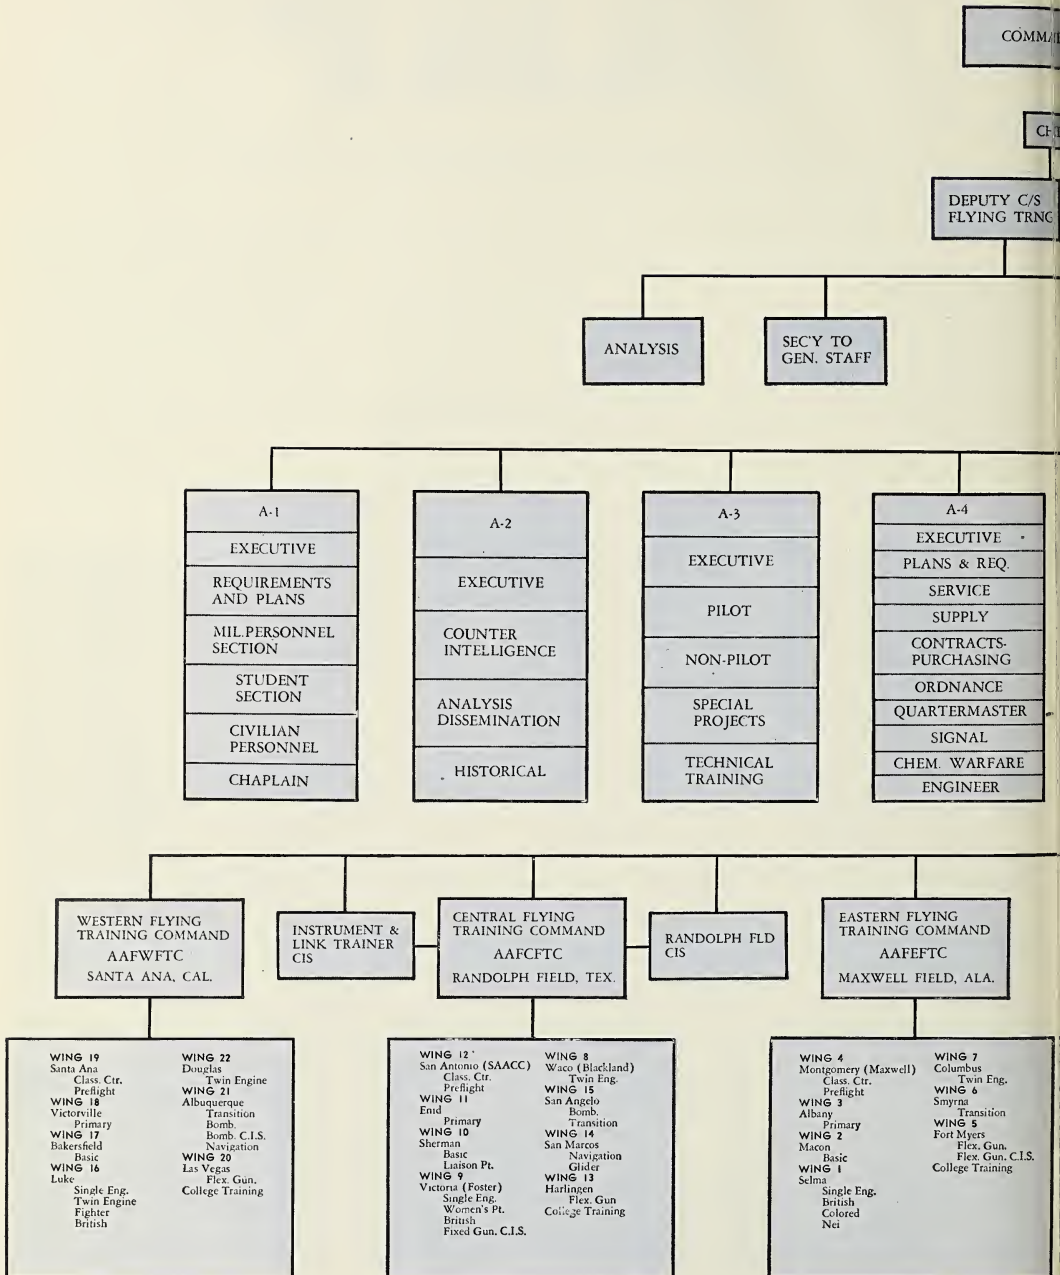 COMMA
CH
DEPUTY C/S
FLYING TRNG
ANALYSIS
SEC'Y TO
GEN. STAFF
A-1
EXECUTIVE
REQUIREMENTS
AND PLANS
MIL.PERSONNEL
SECTION
STUDENT
SECTION
CIVILIAN
PERSONNEL
CHAPLAIN
A-2
EXECUTIVE
COUNTER
INTELLIGENCE
ANALYSIS
DISSEMINATION
HISTORICAL
A-3
EXECUTIVE
PILOT
NON-PILOT
SPECIAL
PROJECTS
TECHNICAL
TRAINING
A-4
EXECUTIVE
PLANS & REQ.
SERVICE
SUPPLY
CONTRACTS-
PURCHASING
ORDNANCE
QUARTERMASTER
SIGNAL
CHEM. WARFARE
ENGINEER
WESTERN FLYING
TRAINING COMMAND
AAFWFTC
SANTA ANA, CAL.
INSTRUMENT &
LINK TRAINER
CIS
CENTRAL FLYING
TRAINING COMMAND
AAFCFTC
RANDOLPH FIELD, TEX.
RANDOLPH FLD
CIS
EASTERN FLYING
TRAINING COMMAND
AAFEFTC
MAXWELL FIELD, ALA.
WING 19
Santa Ana
Class. Ctr.
Preflight
WING 18
Victorville
Primary
WING 17
Bakersfield
Basic
WING 16
Luke
Single Eng.
Twin Engine
Fighter
British
WING 22
Douglas
Twin Engine
WING 21
Albuquerque
Transition
Bomb.
Bomb. C.I.S.
Navigation
WING 20
Las Vegas
Flex. Gun.
College Training
WING 12
San Antonio (SAACC)
Class. Ctr.
Preflight
WING 11
Enid
Primary
WING 10
Sherman
Basic
Liaison Pt.
WING 9
Victoria (Foster)
Single Eng.
Women's Pt.
British
Fixed Gun. C.I.S.
WING 8
Waco (Blackland)
Twin Eng.
WING 15
San Angelo
Bomb.
Transition
WING 14
San Marcos
Navigation
Glider
WING 13
Harlingen
Flex. Gun
College Training
WING 4
Montgomery (Maxwell)
Class. Ctr.
Preflight
WING 3
Albany
Primary
WING 2
Macon
Basic
WING 1
Selma
Single Eng.
British
Colored
Nei
WING 7
Columbus
Twin Eng.
WING 6
Smyrna
Transition
WING 5
Fort Myers
Flex. Gun.
Flex. Gun. C.I.S.
College Training